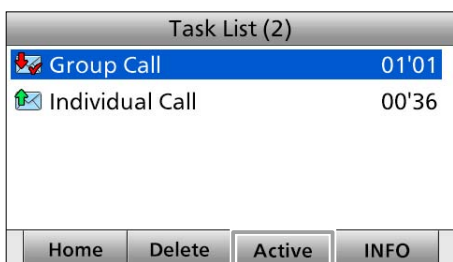 Task List (2)
Group Call 01'01
Individual Call 00'36
Home Delete Active INFO